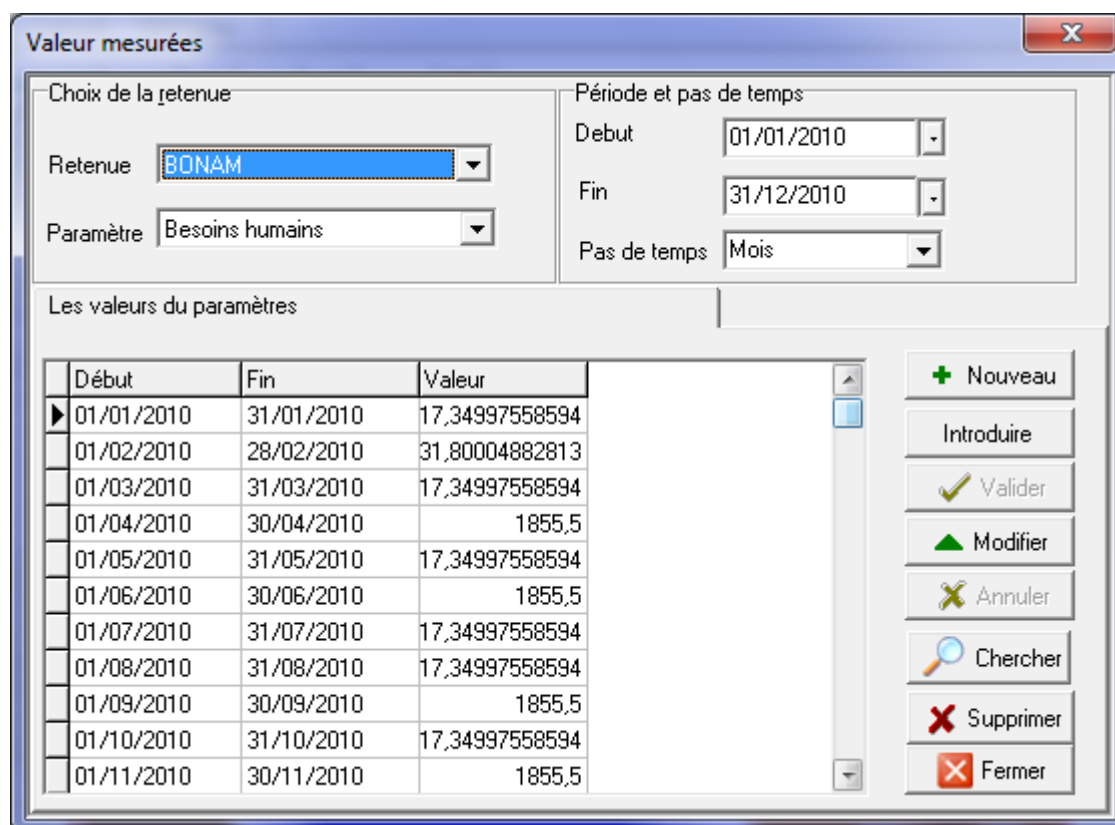 Valeur mesurées
Choix de la retenue
Retenue BONAM
Paramètre Besoins humains
Période et pas de temps
Debut 01/01/2010
Fin 31/12/2010
Pas de temps Mois
Les valeurs du paramètres
Début Fin Valeur
01/01/2010 31/01/2010 17,34997558594
01/02/2010 28/02/2010 31,80004882813
01/03/2010 31/03/2010 17,34997558594
01/04/2010 30/04/2010 1855,5
01/05/2010 31/05/2010 17,34997558594
01/06/2010 30/06/2010 1855,5
01/07/2010 31/07/2010 17,34997558594
01/08/2010 31/08/2010 17,34997558594
01/09/2010 30/09/2010 1855,5
01/10/2010 31/10/2010 17,34997558594
01/11/2010 30/11/2010 1855,5
Nouveau
Introduire
Valider
Modifier
Annuler
Chercher
Supprimer
Fermer